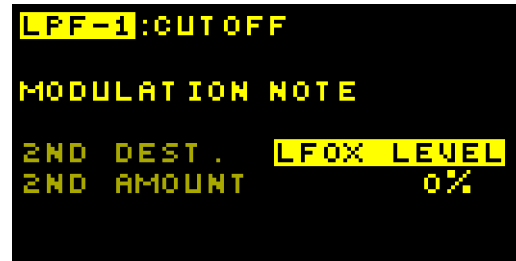 LPF-1:CUTOFF
MODULATION NOTE
2ND DEST. LFOX LEVEL
2ND AMOUNT 0%